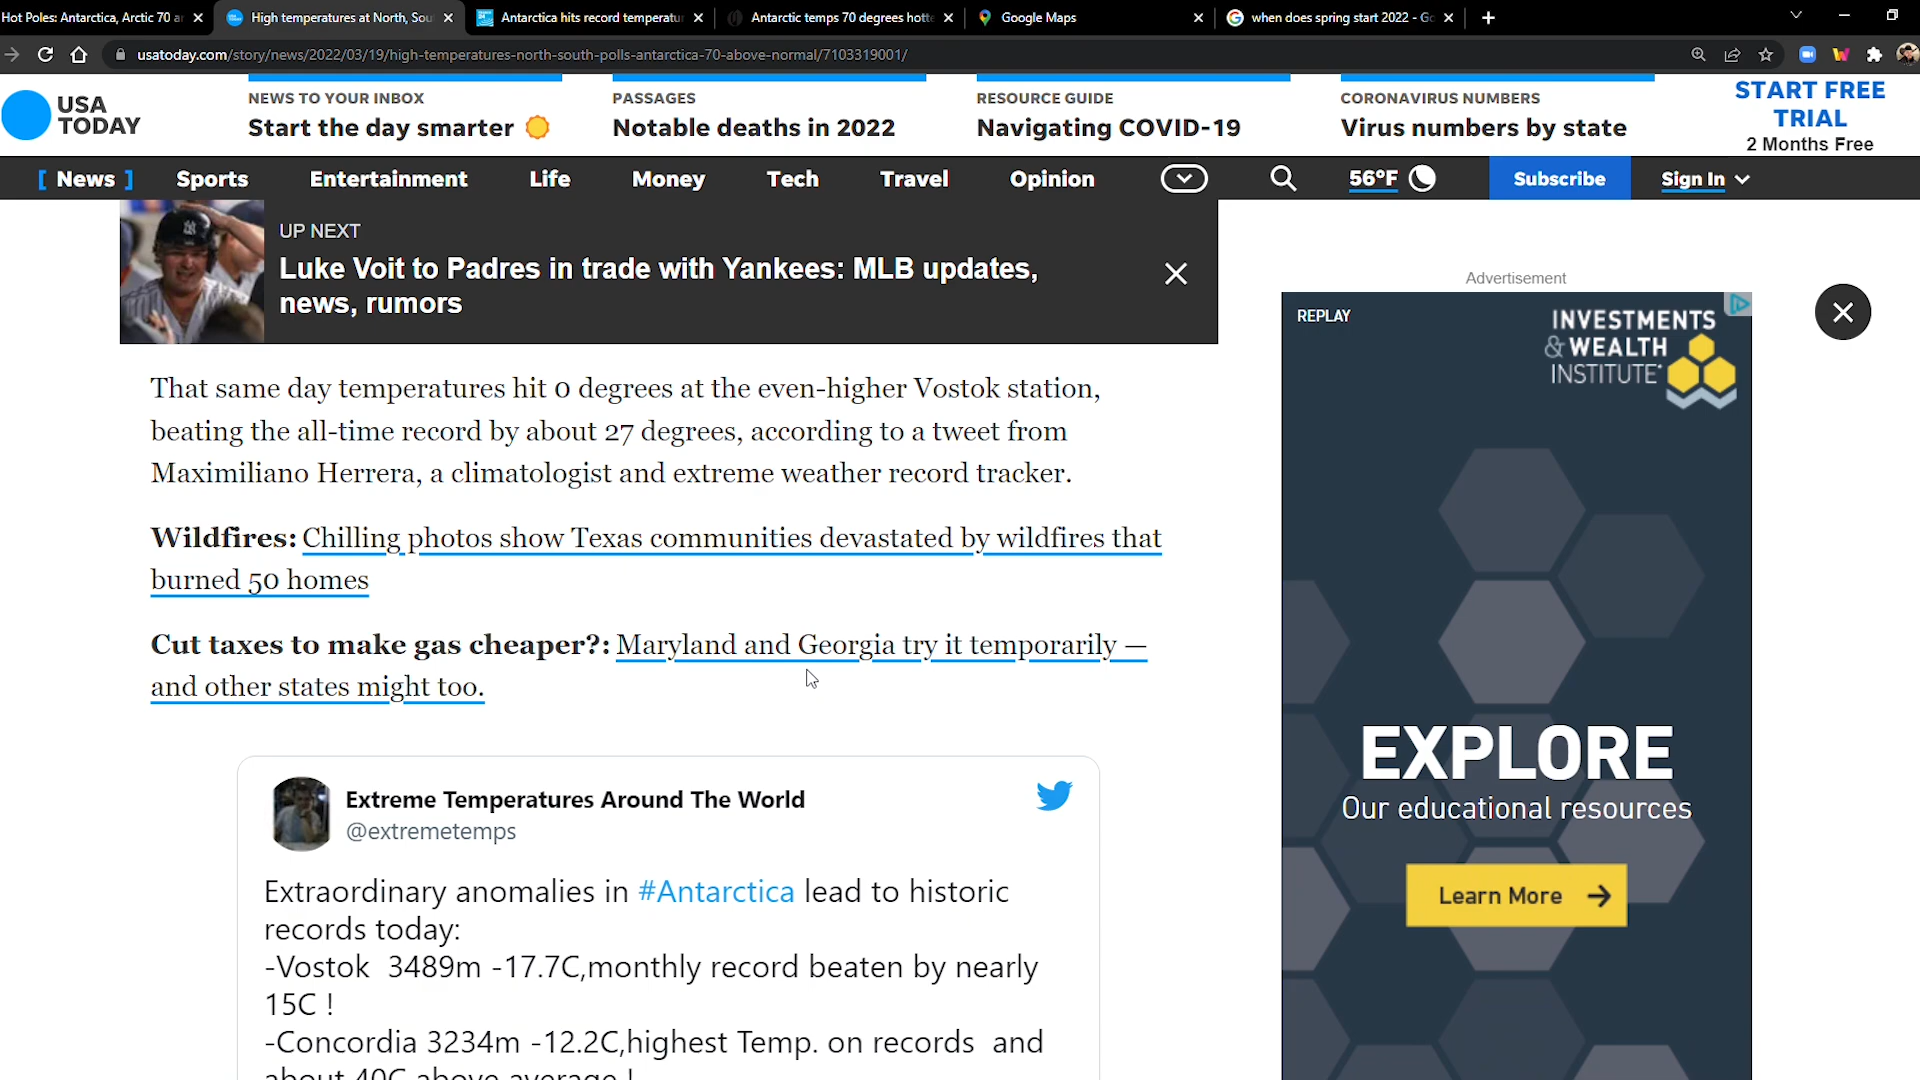 Hot Poles: Antarctica, Arctic 70 a
High temperatures at North, Sou
Antarctica hits record temperatu
Antarctic temps 70 degrees hotte
Google Maps
when does spring start 2022 - Go
usatoday.com/story/news/2022/03/19/high-temperatures-north-south-polls-antarctica-70-above-normal/7103319001/
USA
TODAY
NEWS TO YOUR INBOX
Start the day smarter
PASSAGES
Notable deaths in 2022
RESOURCE GUIDE
Navigating COVID-19
CORONAVIRUS NUMBERS
Virus numbers by state
START FREE
TRIAL
2 Months Free
[ News ] Sports Entertainment Life Money Tech Travel Opinion 56°F Subscribe Sign In
UP NEXT
Luke Voit to Padres in trade with Yankees: MLB updates,
news, rumors
That same day temperatures hit 0 degrees at the even-higher Vostok station,
beating the all-time record by about 27 degrees, according to a tweet from
Maximiliano Herrera, a climatologist and extreme weather record tracker.
Wildfires: Chilling photos show Texas communities devastated by wildfires that
burned 50 homes
Cut taxes to make gas cheaper?: Maryland and Georgia try it temporarily —
and other states might too.
Extreme Temperatures Around The World
@extremetemps
Extraordinary anomalies in #Antarctica lead to historic
records today:
-Vostok 3489m -17.7C,monthly record beaten by nearly
15C !
-Concordia 3234m -12.2C,highest Temp. on records and
about 40C above average !
Advertisement
REPLAY
INVESTMENTS
& WEALTH
INSTITUTE
EXPLORE
Our educational resources
Learn More